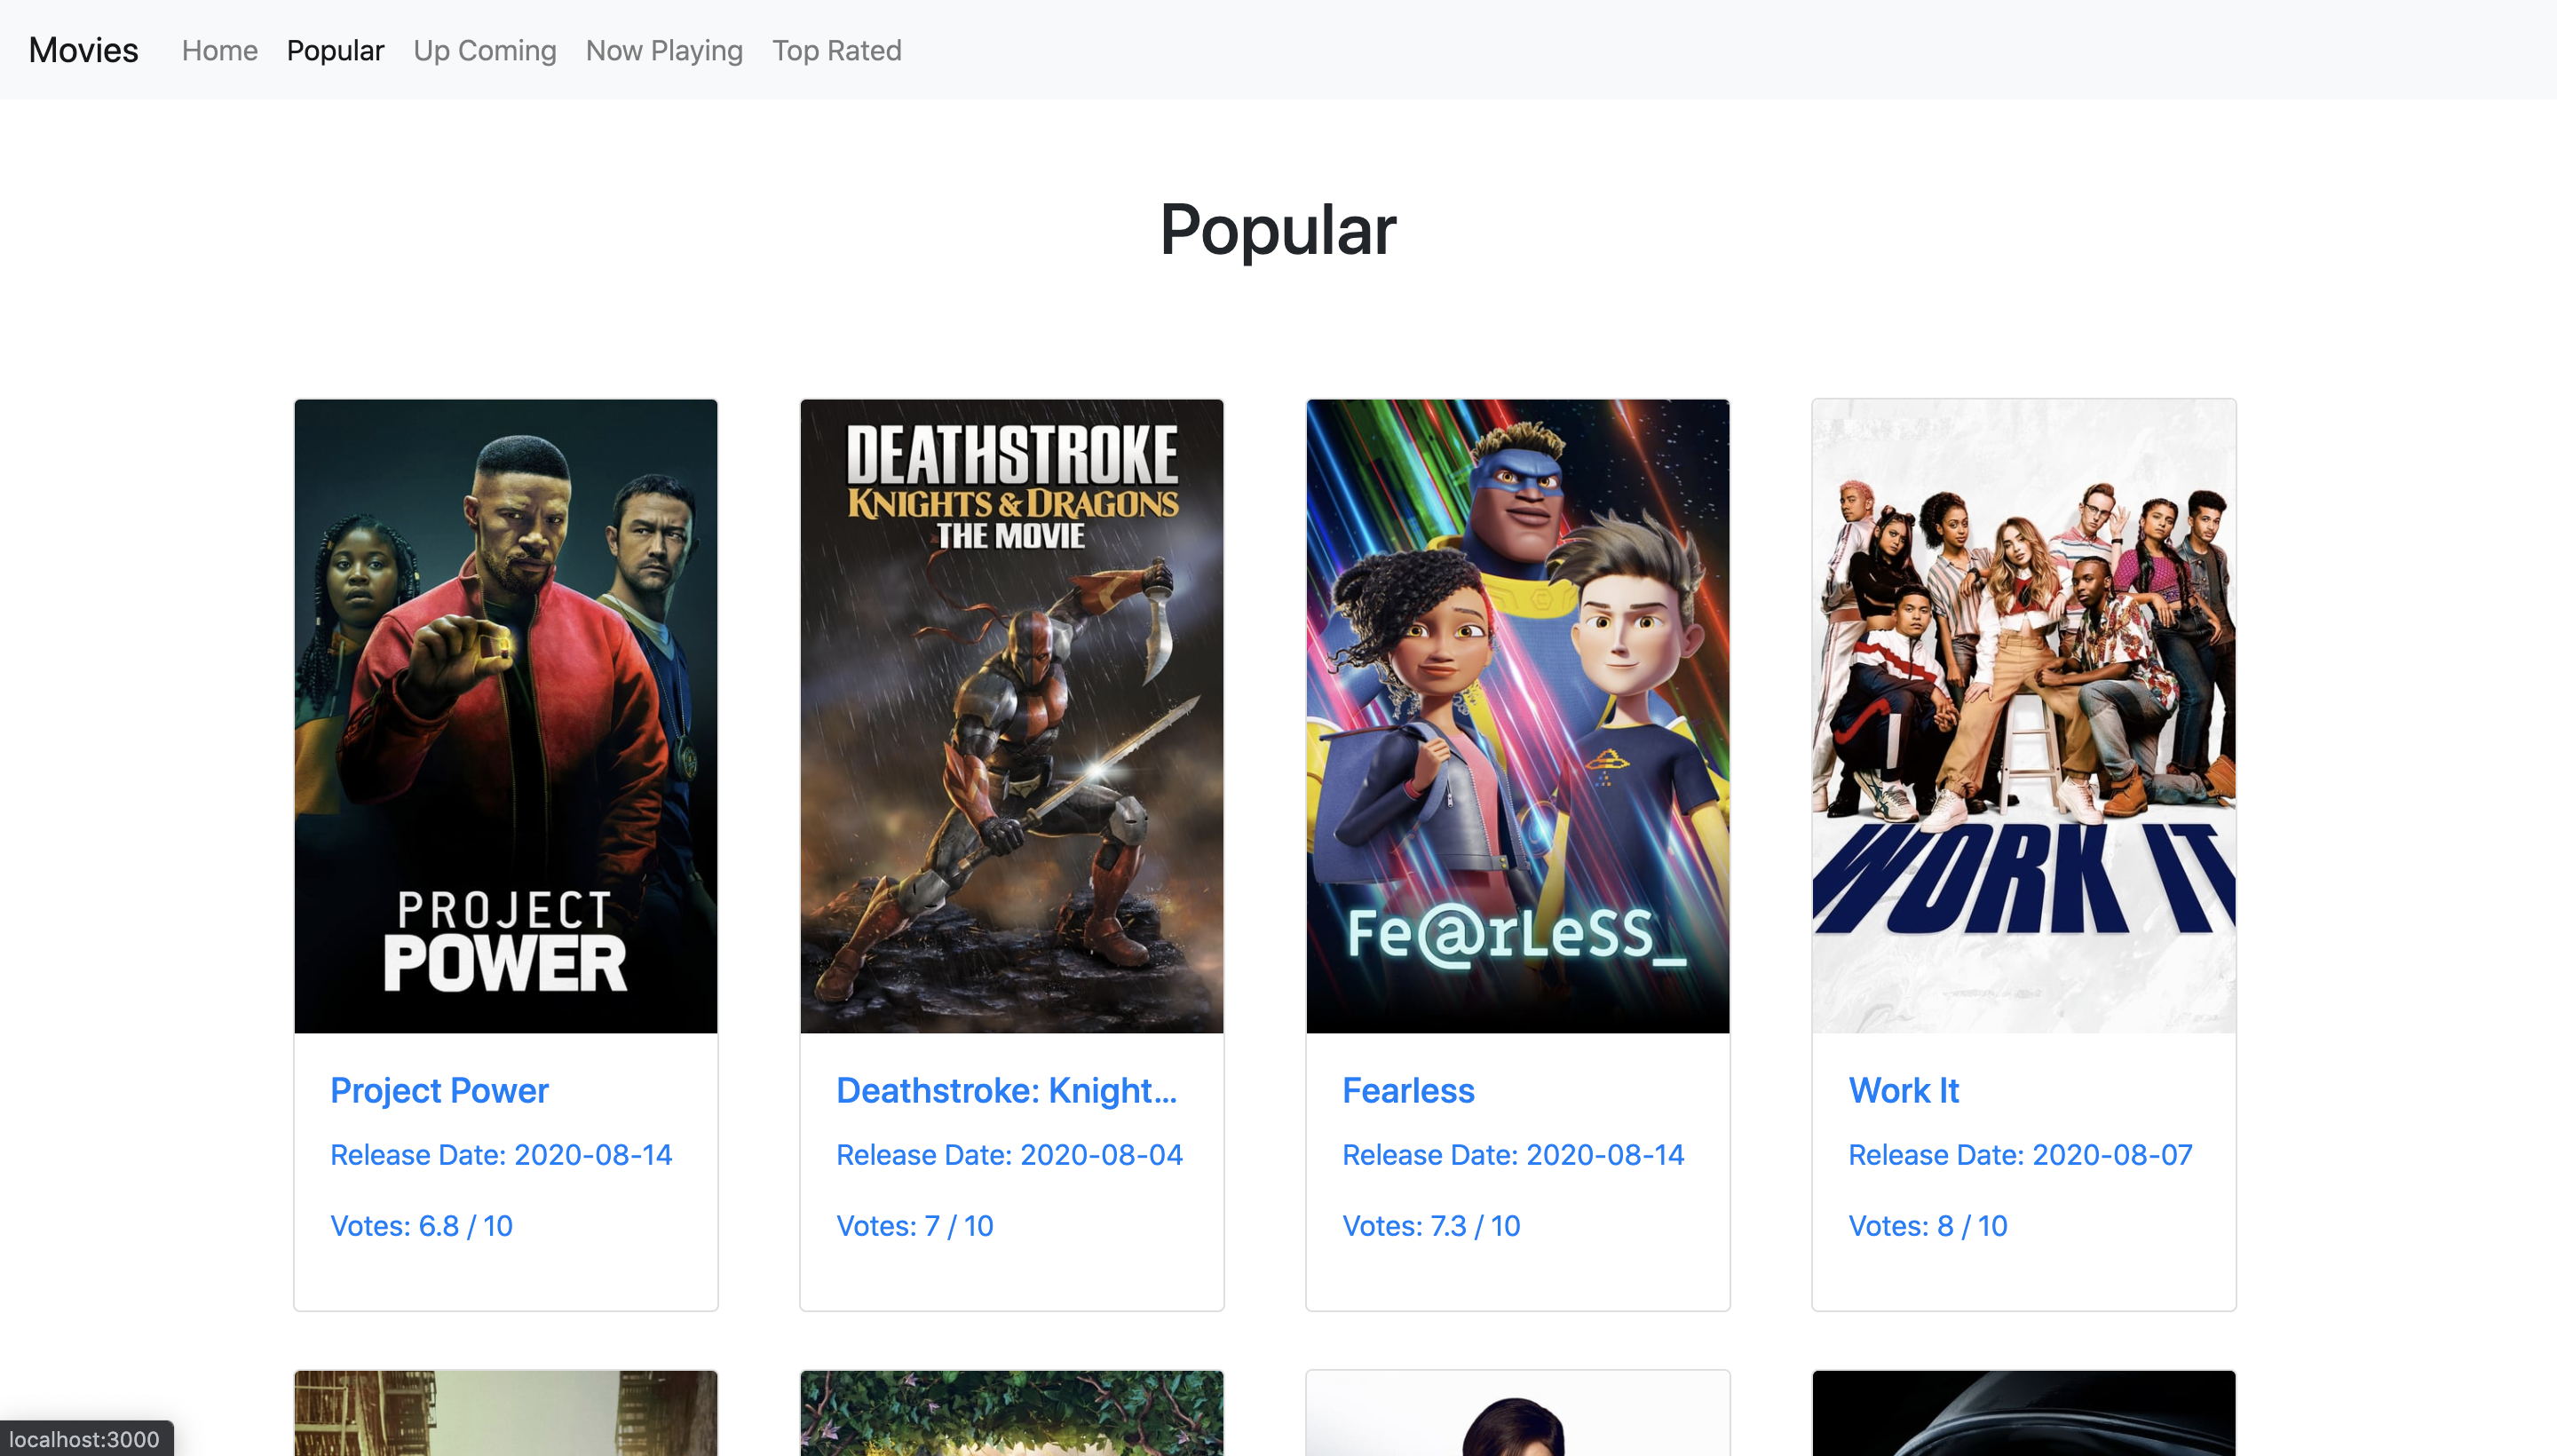 Movies Home Popular Up Coming Now Playing Top Rated
Popular
PROJECT
POWER
DEATHSTROKE
KNIGHTS & DRAGONS
THE MOVIE
Fe@rLeSS_
WORK IT
Project Power
Release Date: 2020-08-14
Votes: 6.8 / 10
Deathstroke: Knight...
Release Date: 2020-08-04
Votes: 7 / 10
Fearless
Release Date: 2020-08-14
Votes: 7.3 / 10
Work It
Release Date: 2020-08-07
Votes: 8 / 10
localhost:3000